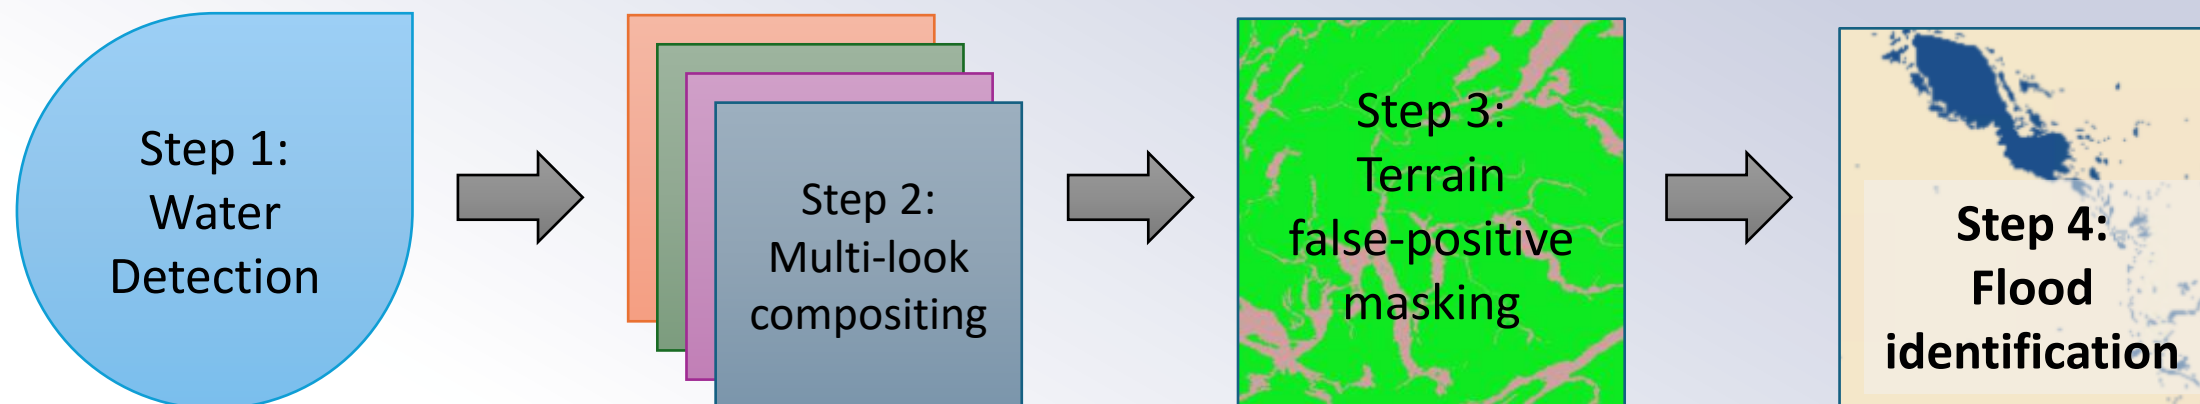 Step 1:
Water
Detection
Step 2:
Multi-look
compositing
Step 3:
Terrain
false-positive
masking
Step 4:
Flood
identification